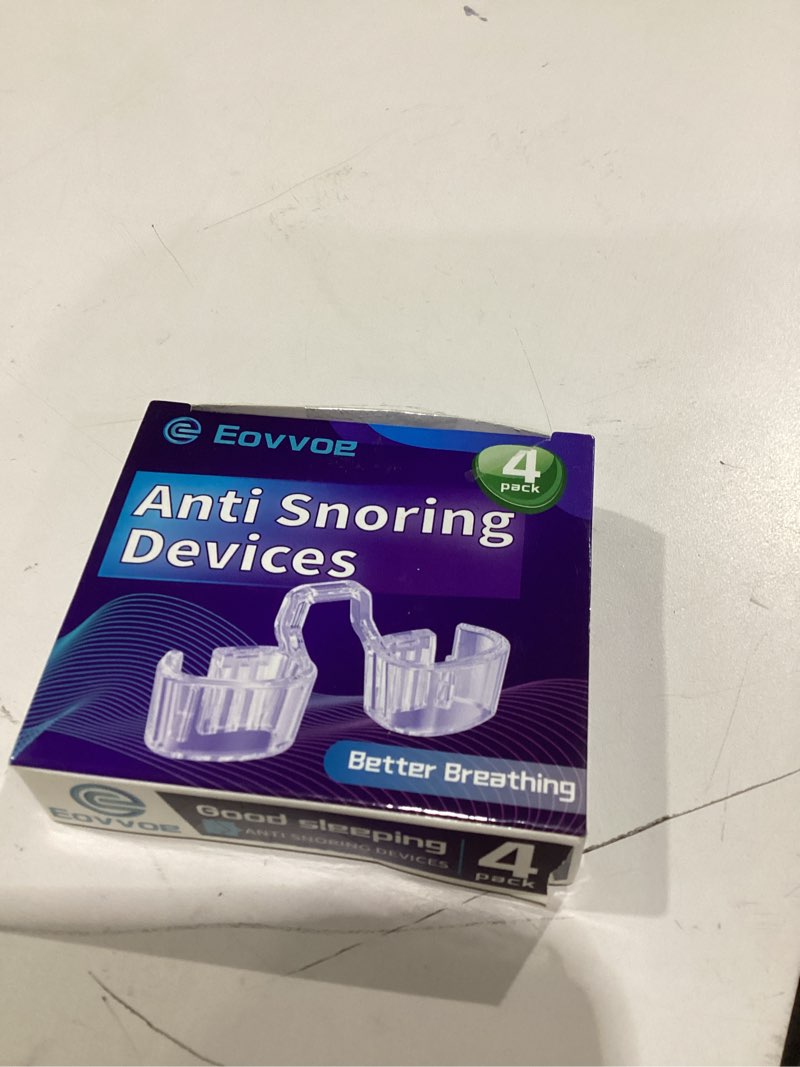 Eovvoe
4
pack
Anti Snoring
Devices
Better Breathing
Eovvoe
Good sleeping
ANTI SNORING DEVICES
4
pack